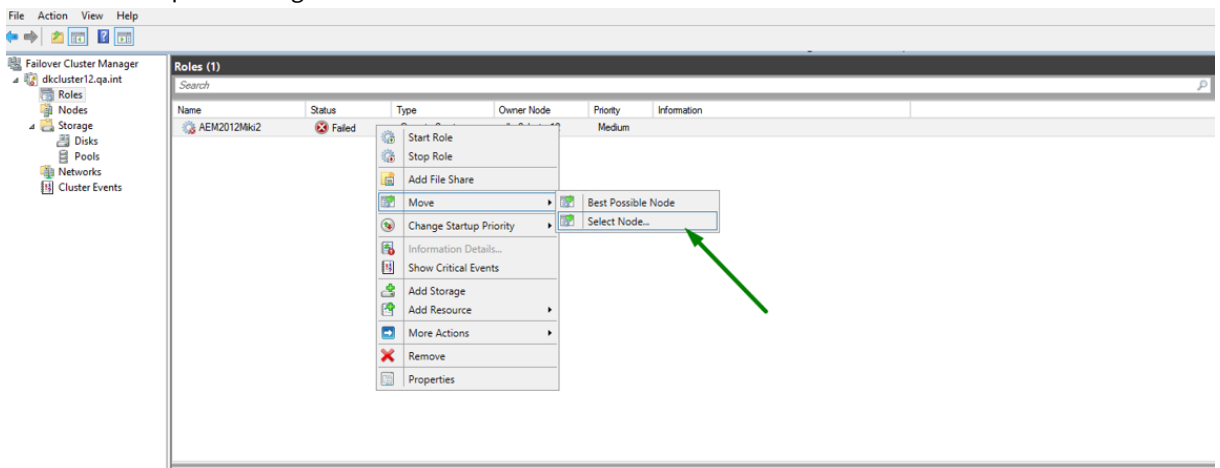 File Action View Help
Failover Cluster Manager
dkcluster12.qa.int
Roles
Nodes
Storage
Disks
Pools
Networks
Cluster Events
Roles (1)
Search
Name Status Type Owner Node Priority Information
AEM2012Miki2 Failed Medium
Start Role
Stop Role
Add File Share
Move
Change Startup Priority
Information Details...
Show Critical Events
Add Storage
Add Resource
More Actions
Remove
Properties
Best Possible Node
Select Node...